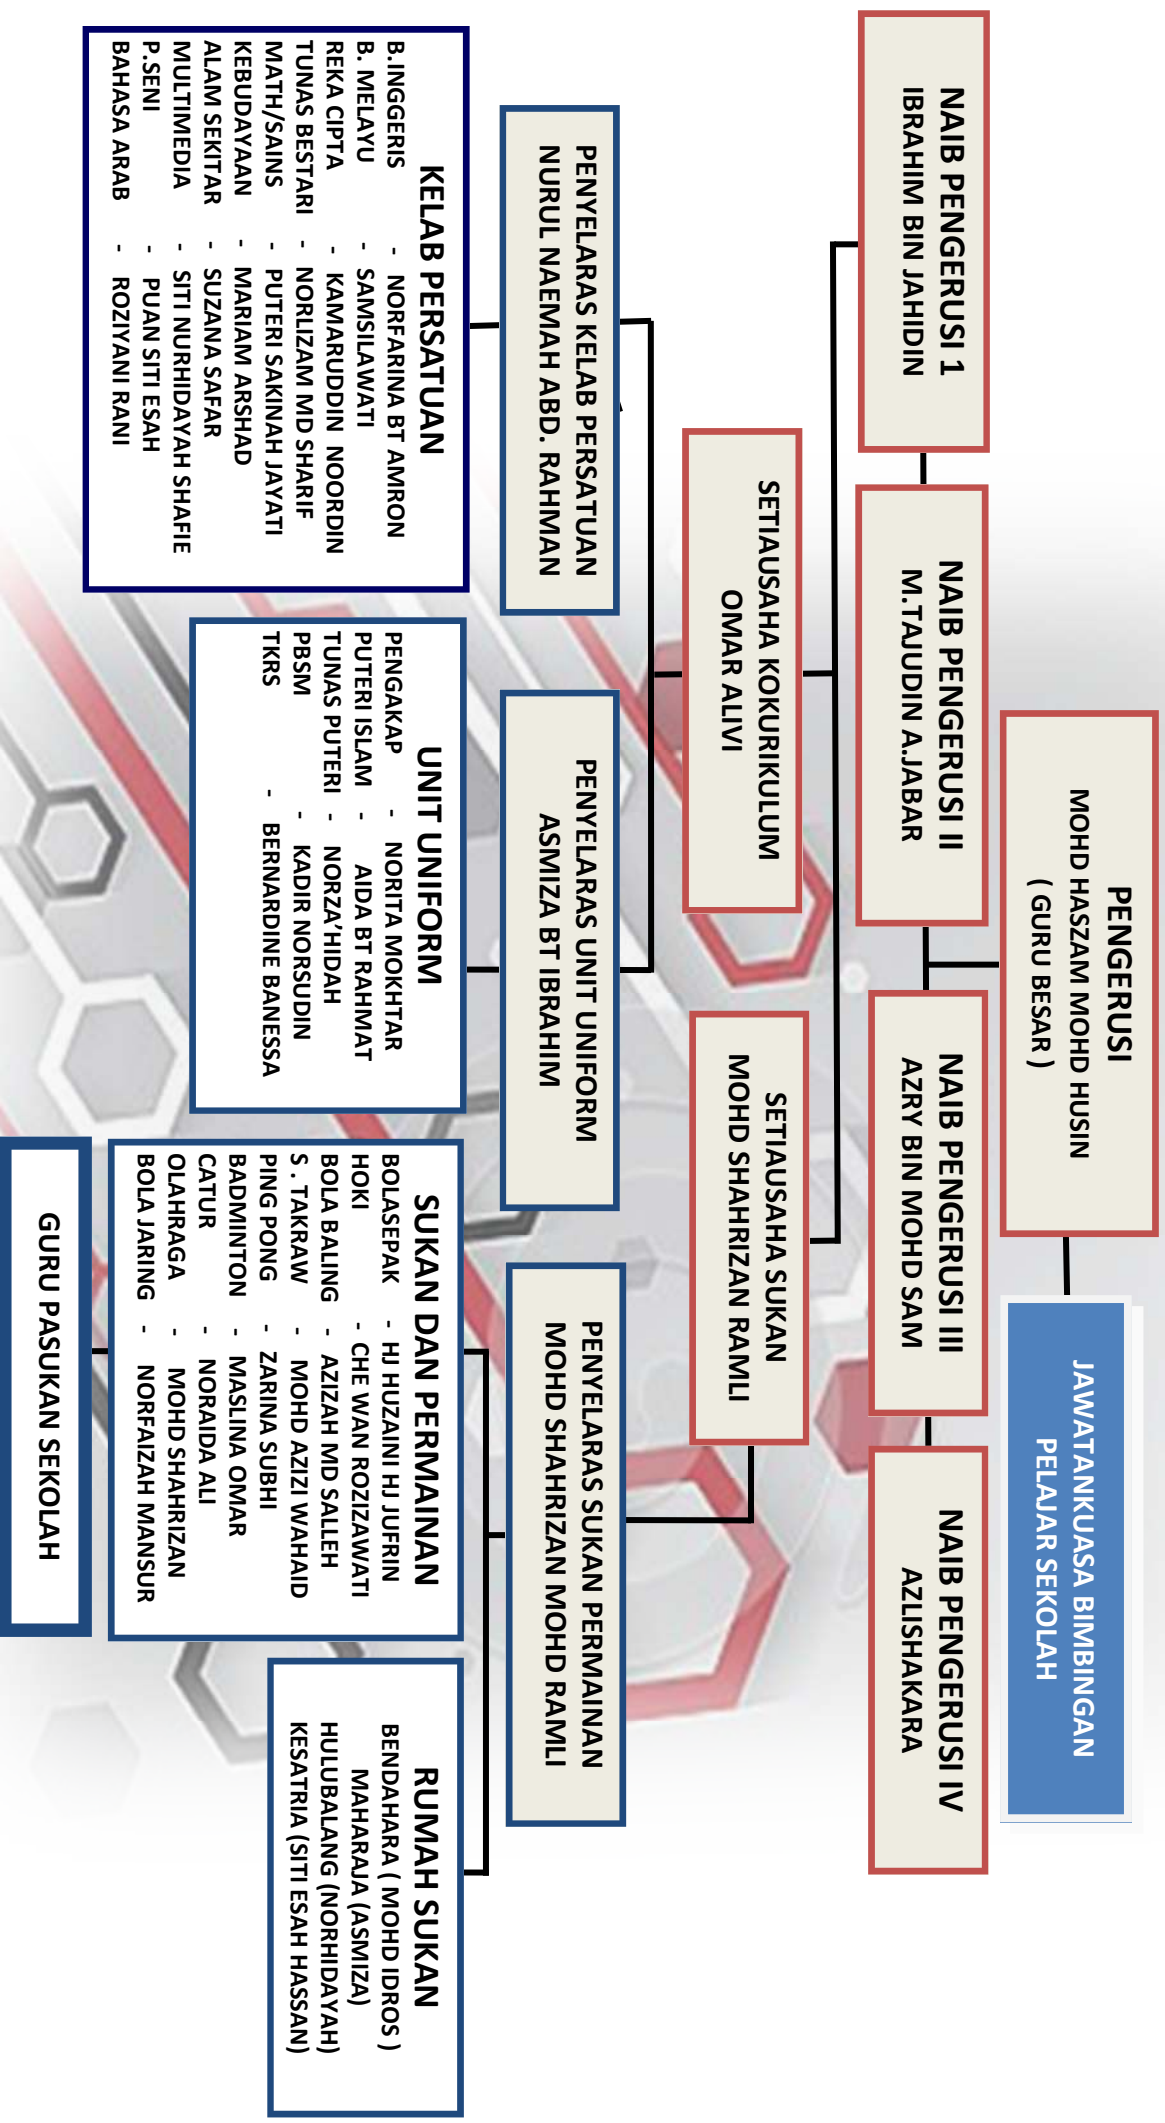 PENGERUSI
MOHD HASZAM MOHD HUSIN
( GURU BESAR )
JAWATANKUASA BIMBINGAN
PELAJAR SEKOLAH
NAIB PENGERUSI 1
IBRAHIM BIN JAHIDIN
NAIB PENGERUSI II
M.TAJUDIN A.JABAR
NAIB PENGERUSI III
AZRY BIN MOHD SAM
NAIB PENGERUSI IV
AZLISHAKARA
SETIAUSAHA KOKURIKULUM
OMAR ALIVI
SETIAUSAHA SUKAN
MOHD SHAHRIZAN RAMLI
PENYELARAS KELAB PERSATUAN
NURUL NAEMAH ABD. RAHMAN
PENYELARAS UNIT UNIFORM
ASMIZA BT IBRAHIM
PENYELARAS SUKAN PERMAINAN
MOHD SHAHRIZAN MOHD RAMLI
KELAB PERSATUAN
B.INGGERIS - NORFARINA BT AMRON
B. MELAYU - SAMSILAWATI
REKA CIPTA - KAMARUDDIN NOORDIN
TUNAS BESTARI - NORLIZAM MD SHARIF
MATH/SAINS - PUTERI SAKINAH JAYATI
KEBUDAYAAN - MARIAM ARSHAD
ALAM SEKITAR - SUZANA SAFAR
MULTIMEDIA - SITI NURHIDAYAH SHAFIE
P.SENI - PUAN SITI ESAH
BAHASA ARAB - ROZIYANI RANI
UNIT UNIFORM
PENGAKAP - NORITA MOKHTAR
PUTERI ISLAM - AIDA BT RAHMAT
TUNAS PUTERI - NORZA’HIDAH
PBSM - KADIR NORSUDIN
TKRS - BERNARDINE BANESSA
SUKAN DAN PERMAINAN
BOLASEPAK - HJ HUZAINI HJ JUFRIN
HOKI - CHE WAN ROZIZAWATI
BOLA BALING - AZIZAH MD SALLEH
S . TAKRAW - MOHD AZIZI WAHAID
PING PONG - ZARINA SUBHI
BADMINTON - MASLINA OMAR
CATUR - NORAIDA ALI
OLAHRAGA - MOHD SHAHRIZAN
BOLA JARING - NORFAIZAH MANSUR
RUMAH SUKAN
BENDAHARA ( MOHD IDROS )
MAHARAJA (ASMIZA)
HULUBALANG (NORHIDAYAH)
KESATRIA (SITI ESAH HASSAN)
GURU PASUKAN SEKOLAH